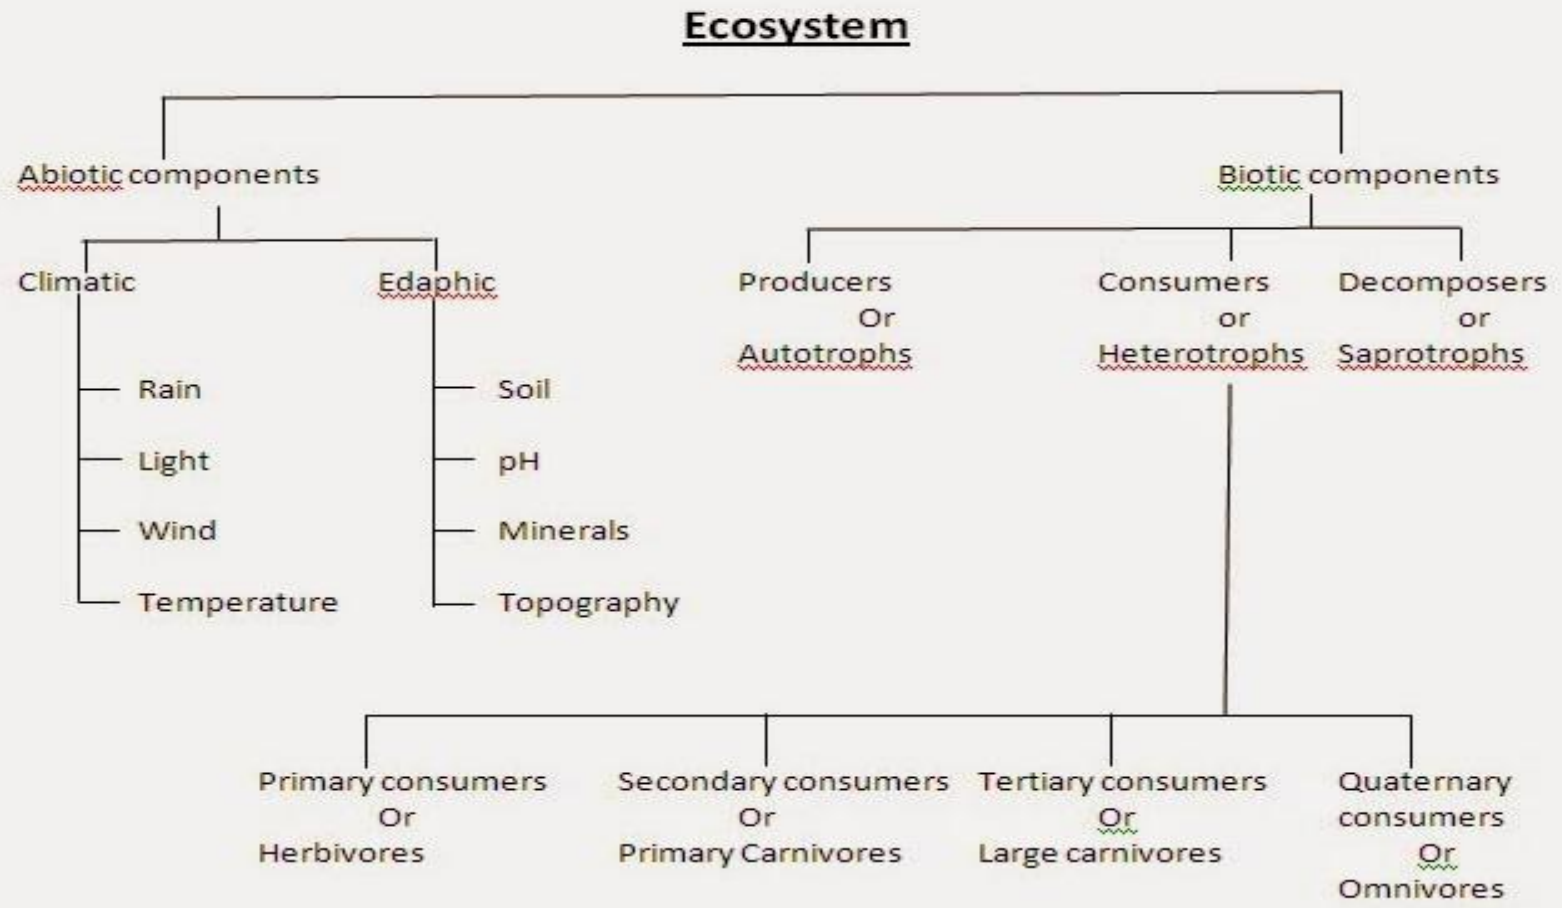 Ecosystem
Abiotic components
Biotic components
Climatic
Edaphic
Producers
Or
Autotrophs
Consumers
or
Heterotrophs
Decomposers
or
Saprotrophs
Rain
Light
Wind
Temperature
Soil
pH
Minerals
Topography
Primary consumers
Or
Herbivores
Secondary consumers
Or
Primary Carnivores
Tertiary consumers
Or
Large carnivores
Quaternary
consumers
Or
Omnivores